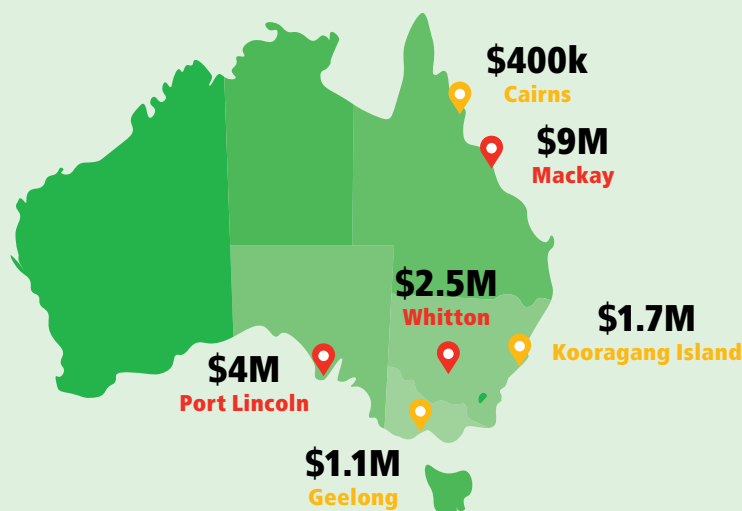 $400k
Cairns
$9M
Mackay
$2.5M
Whitton
$1.7M
Kooragang Island
$4M
Port Lincoln
$1.1M
Geelong